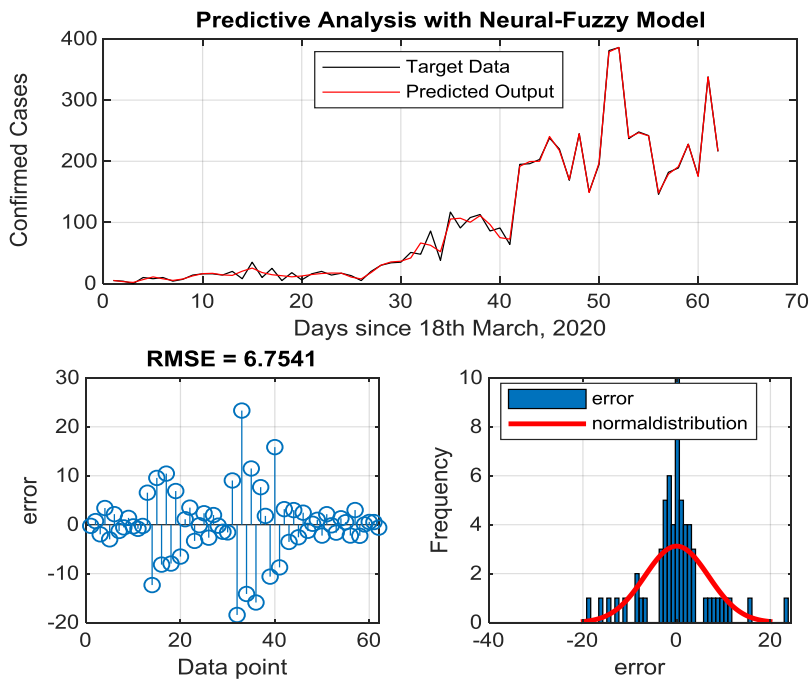 Predictive Analysis with Neural-Fuzzy Model
400
300
200
100
0
Confirmed Cases
Target Data
Predicted Output
0 10 20 30 40 50 60 70
Days since 18th March, 2020
RMSE = 6.7541
30
20
10
0
-10
-20
error
0 20 40 60
Data point
10
8
6
4
2
0
Frequency
error
normaldistribution
-40 -20 0 20
error